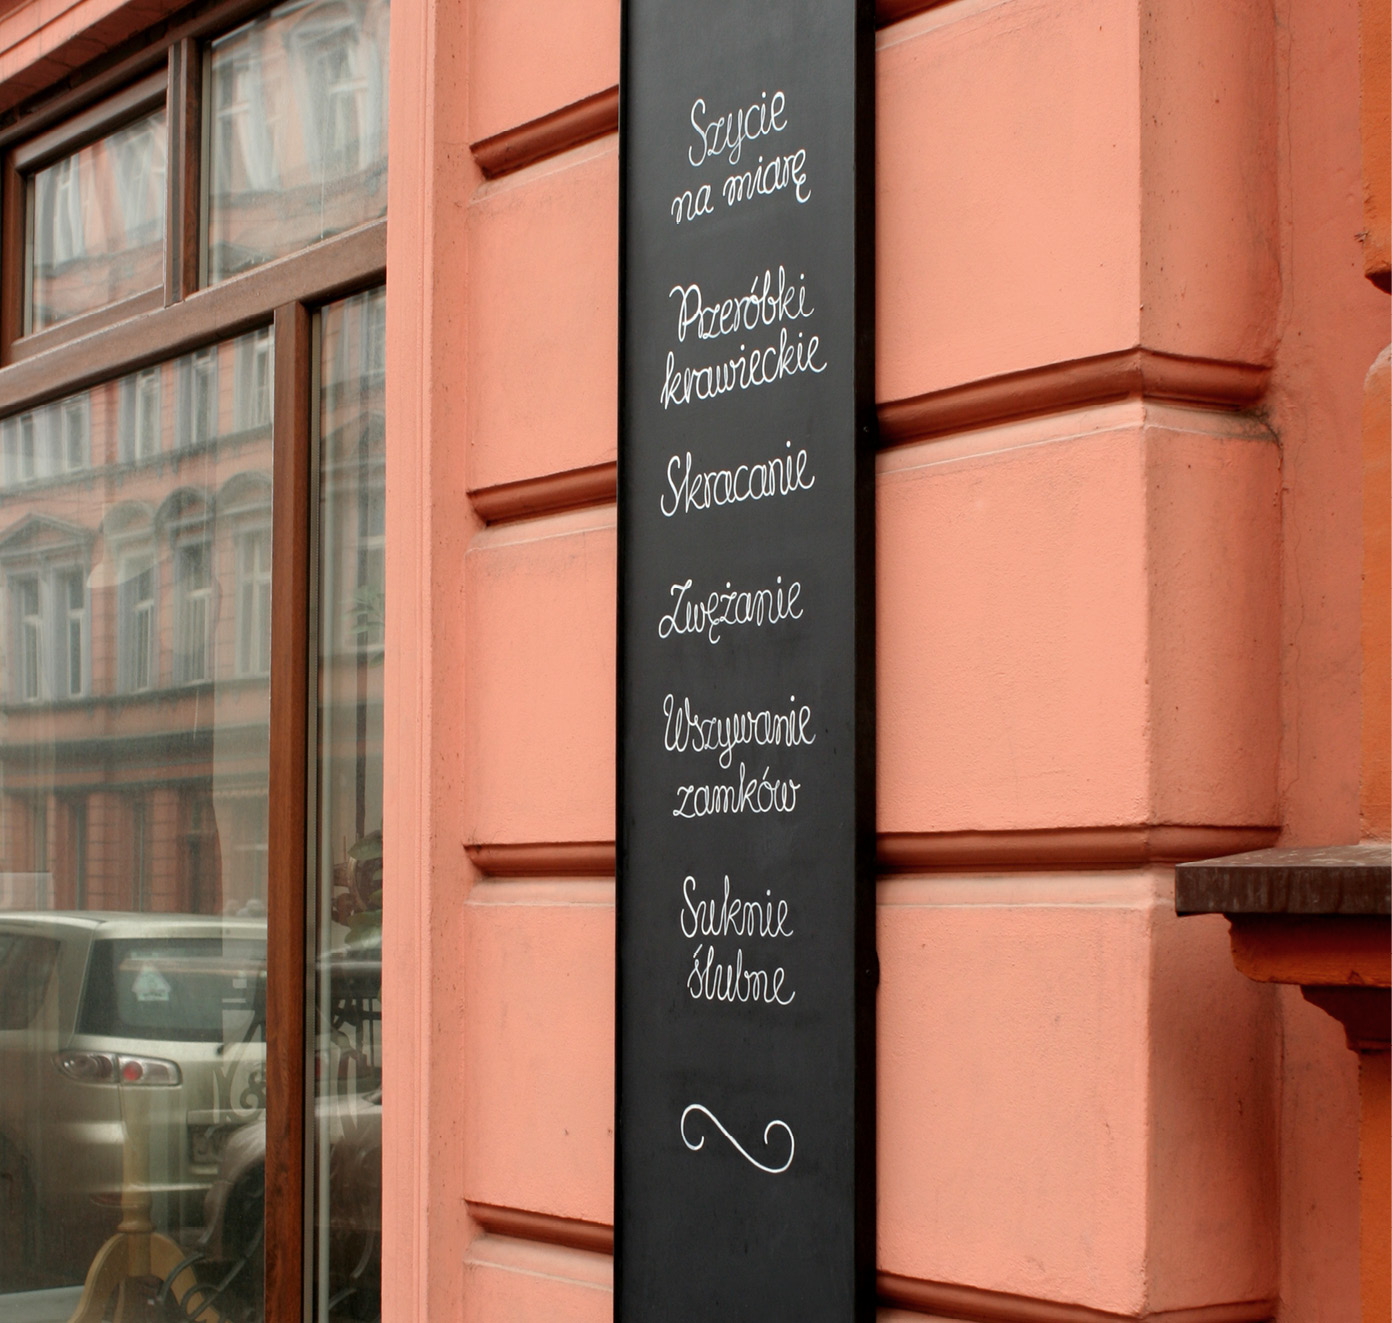 Szycie
na miarę
Przeróbki
krawieckie
Skracanie
Zwężanie
Wszywanie
zamków
Suknie
ślubne